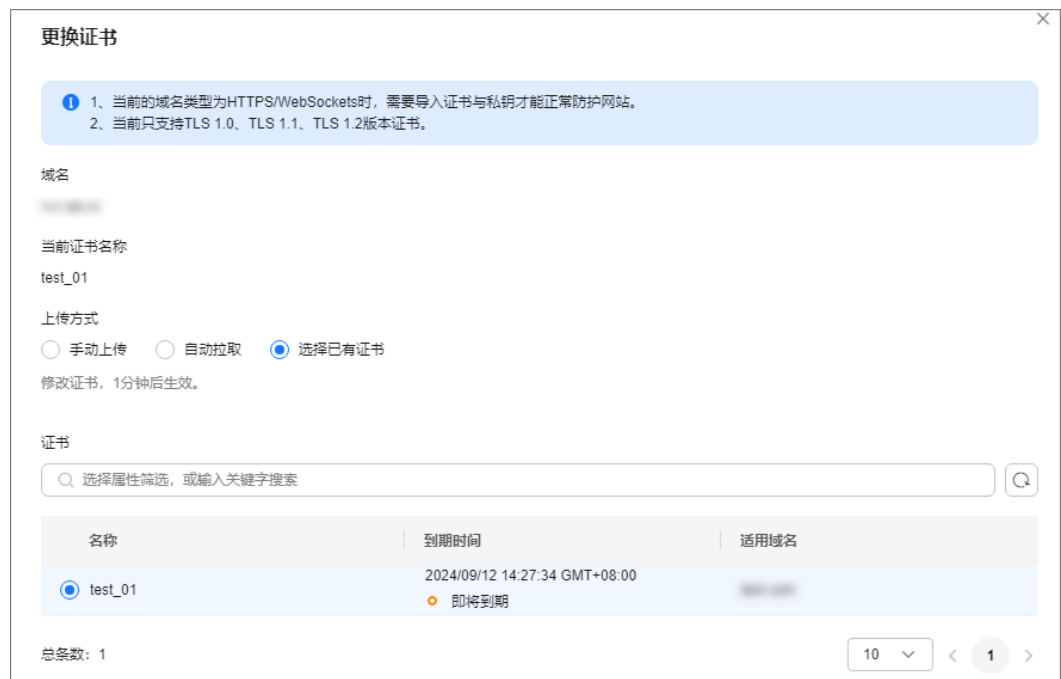 更换证书
1、当前的域名类型为HTTPS/WebSockets时，需要导入证书与私钥才能正常防护网站。
2、当前只支持TLS 1.0、TLS 1.1、TLS 1.2版本证书。
域名
当前证书名称
test_01
上传方式
手动上传 自动拉取 选择已有证书
修改证书，1分钟后生效。
证书
选择属性筛选，或输入关键字搜索
名称 到期时间 适用域名
test_01 2024/09/12 14:27:34 GMT+08:00
即将到期
总条数：1 10 1